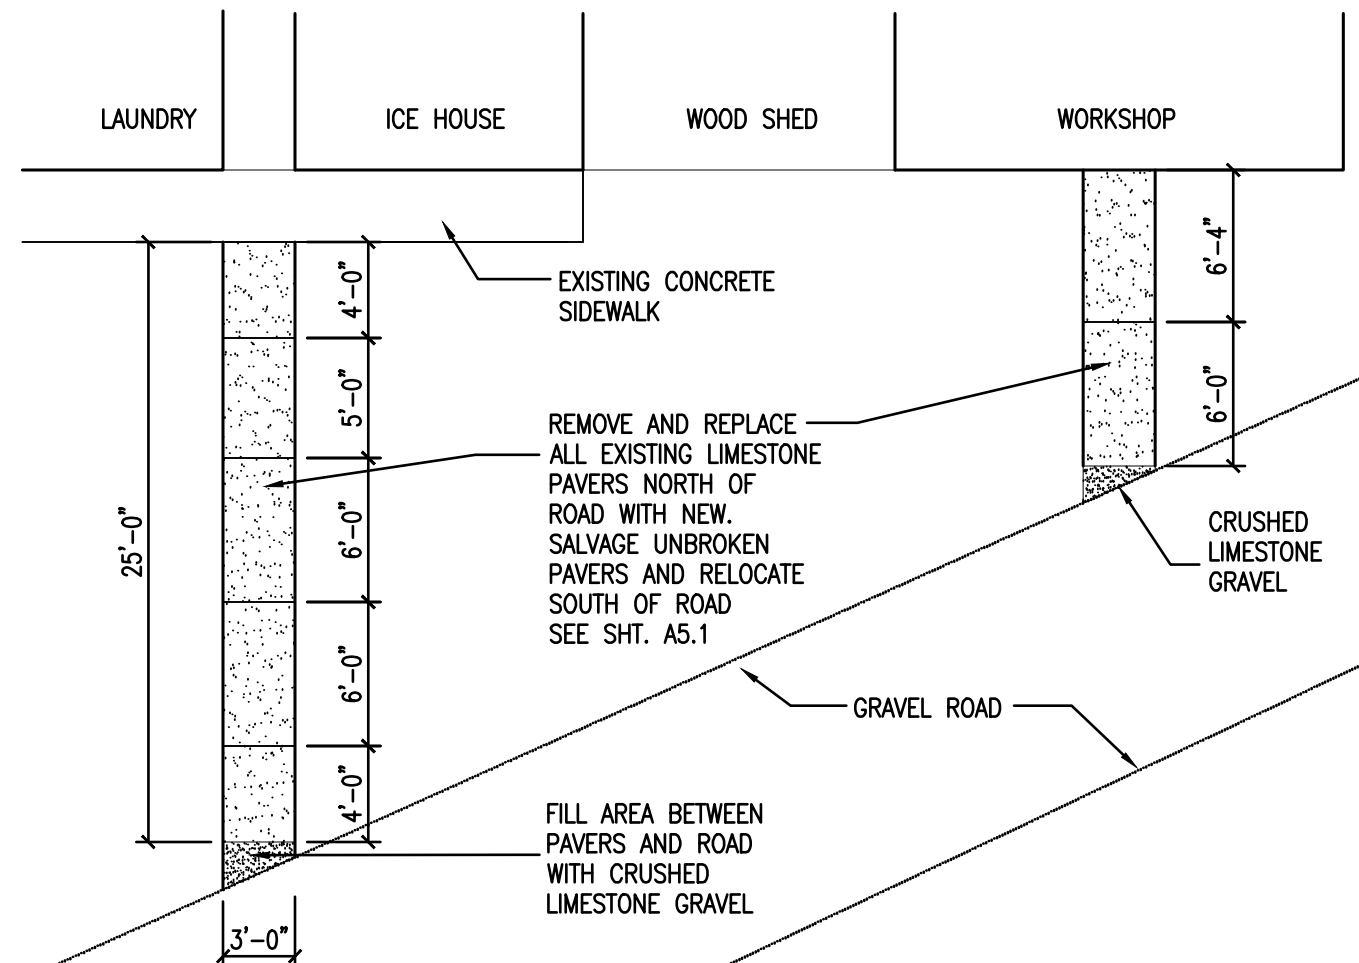 LAUNDRY
ICE HOUSE
WOOD SHED
WORKSHOP
6'-4"
6'-0"
EXISTING CONCRETE
SIDEWALK
25'-0"
4'-0"
5'-0"
6'-0"
6'-0"
4'-0"
REMOVE AND REPLACE
ALL EXISTING LIMESTONE
PAVERS NORTH OF
ROAD WITH NEW.
SALVAGE UNBROKEN
PAVERS AND RELOCATE
SOUTH OF ROAD
SEE SHT. A5.1
CRUSHED
LIMESTONE
GRAVEL
GRAVEL ROAD
FILL AREA BETWEEN
PAVERS AND ROAD
WITH CRUSHED
LIMESTONE GRAVEL
3'-0"